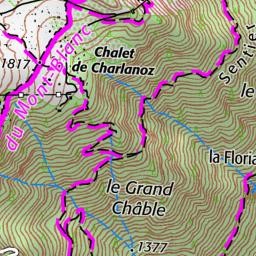 Chalet
de Charlanoz
1817
du Mont-Blanc
Sentier
le
la Floria
le Grand
Châble
1377